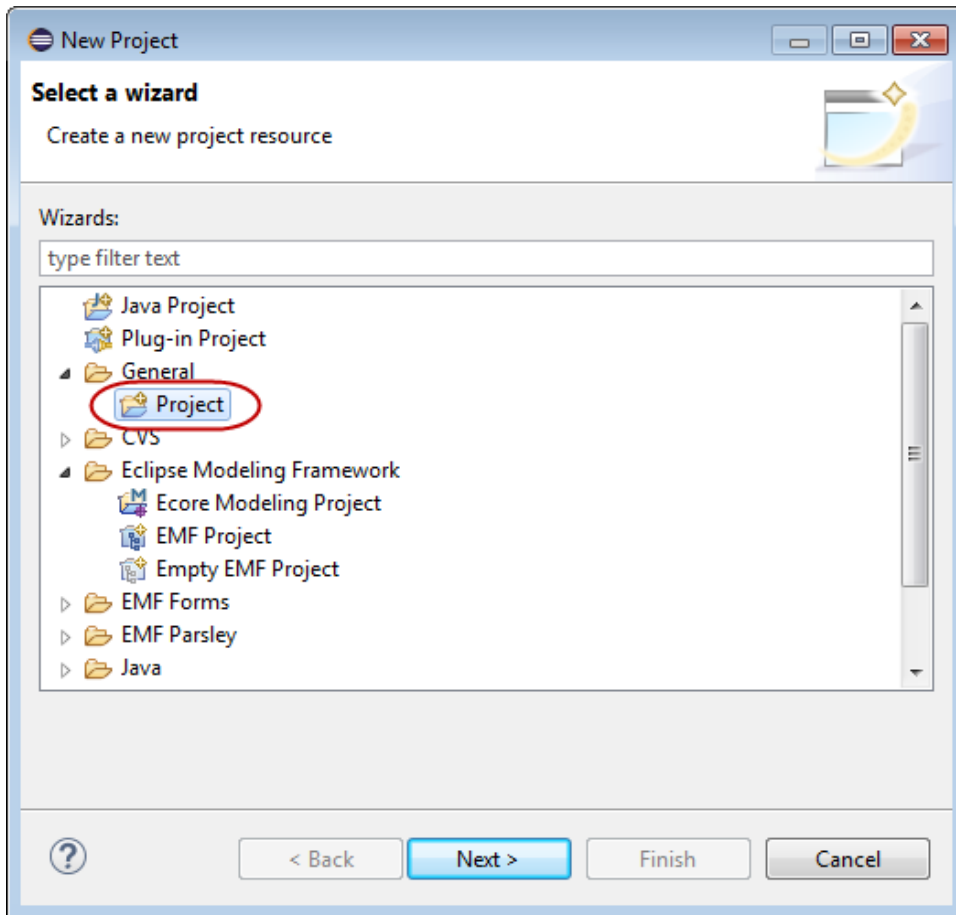 New Project
Select a wizard
Create a new project resource
Wizards:
type filter text
Java Project
Plug-in Project
General
Project
CVS
Eclipse Modeling Framework
Ecore Modeling Project
EMF Project
Empty EMF Project
EMF Forms
EMF Parsley
Java
?
< Back Next > Finish Cancel